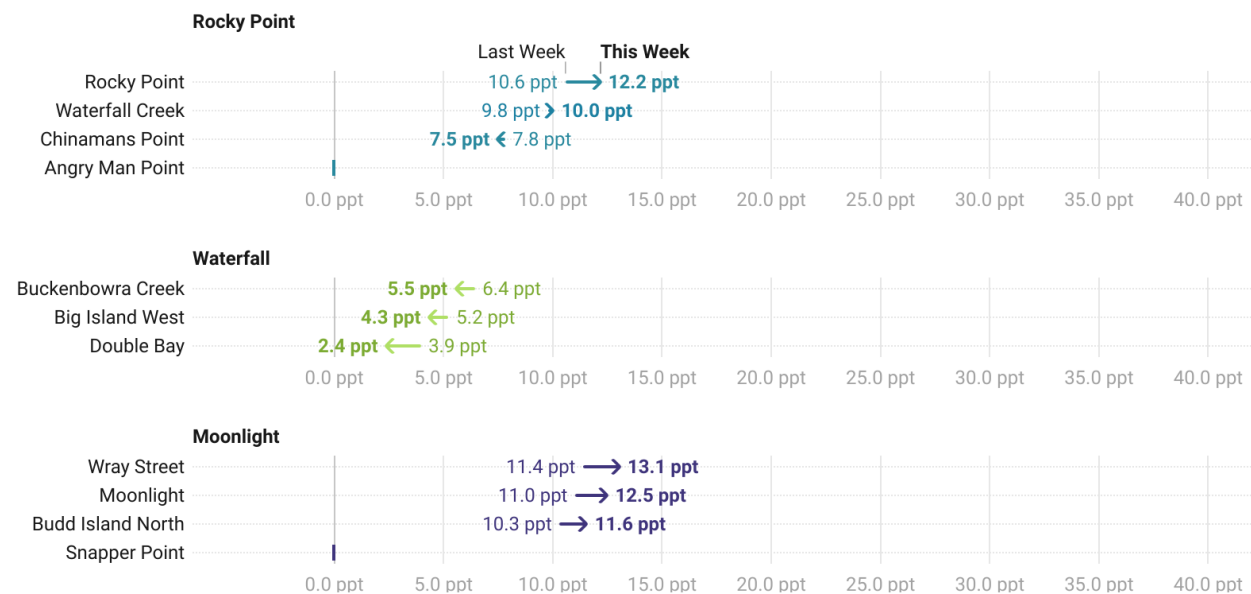 Rocky Point
Last Week This Week
Rocky Point 10.6 ppt 12.2 ppt
Waterfall Creek 9.8 ppt 10.0 ppt
Chinamans Point 7.5 ppt 7.8 ppt
Angry Man Point
0.0 ppt 5.0 ppt 10.0 ppt 15.0 ppt 20.0 ppt 25.0 ppt 30.0 ppt 35.0 ppt 40.0 ppt
Waterfall
Buckenbowra Creek 5.5 ppt 6.4 ppt
Big Island West 4.3 ppt 5.2 ppt
Double Bay 2.4 ppt 3.9 ppt
0.0 ppt 5.0 ppt 10.0 ppt 15.0 ppt 20.0 ppt 25.0 ppt 30.0 ppt 35.0 ppt 40.0 ppt
Moonlight
Wray Street 11.4 ppt 13.1 ppt
Moonlight 11.0 ppt 12.5 ppt
Budd Island North 10.3 ppt 11.6 ppt
Snapper Point
0.0 ppt 5.0 ppt 10.0 ppt 15.0 ppt 20.0 ppt 25.0 ppt 30.0 ppt 35.0 ppt 40.0 ppt